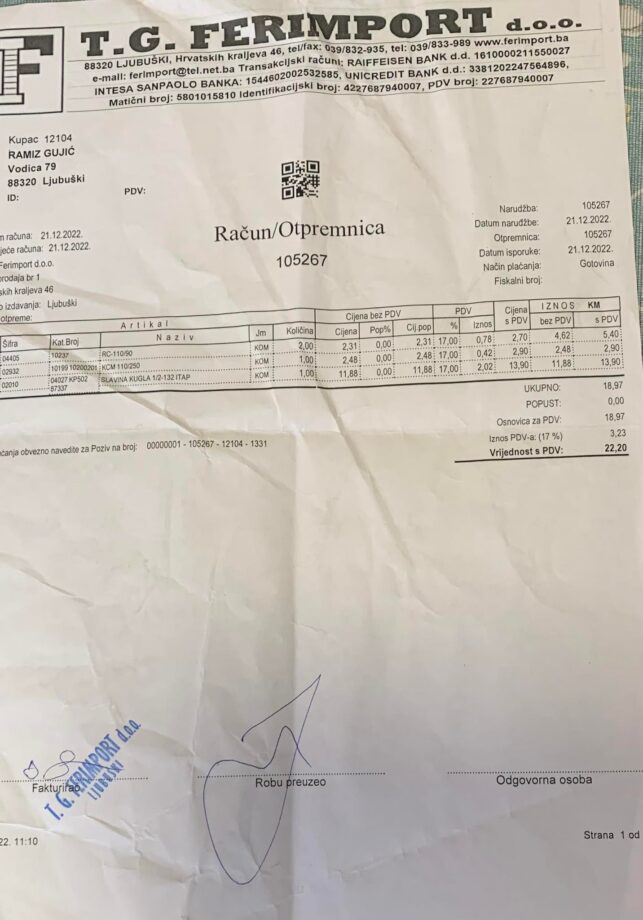 T.G. FERIMPORT d.o.o.
88320 LJUBUŠKI, Hrvatskih kraljeva 46, tel/fax: 039/832-935, tel: 039/833-989 www.ferimport.ba
e-mail: ferimport@tel.net.ba Transakcijski računi: RAIFFEISEN BANK d.d. 1610000211550027
INTESA SANPAOLO BANKA: 1544602002532585, UNICREDIT BANK d.d.: 3381202247564896,
Matični broj: 5801015810 Identifikacijski broj: 4227687940007, PDV broj: 227687940007
Kupac 12104
RAMIZ GUJIĆ
Vodica 79
88320 Ljubuški
ID:
PDV:
Račun/Otpremnica
105267
Narudžba: 105267
Datum narudžbe: 21.12.2022.
Otpremnica: 105267
Datum isporuke: 21.12.2022.
Način plaćanja: Gotovina
Fiskalni broj:
m računa: 21.12.2022.
jeće računa: 21.12.2022.
Ferimport d.o.o.
prodaja br 1
skih kraljeva 46
o izdavanja: Ljubuški
otpreme:
Artikal Cijena bez PDV PDV Cijena s PDV IZNOS KM
Šifra Kat.Broj Naziv Jm Količina Cijena Pop% Cij.pop % Iznos bez PDV s PDV
04405 10237 RC-110/90 KOM 2,00 2,31 0,00 2,31 17,00 0,78 2,70 4,62 5,40
02932 10199 10200201 KCM 110/250 KOM 1,00 2,48 0,00 2,48 17,00 0,42 2,90 2,48 2,90
02010 04027 KP502 87337 SLAVINA KUGLA 1/2-132 ITAP KOM 1,00 11,88 0,00 11,88 17,00 2,02 13,90 11,88 13,90
UKUPNO: 18,97
POPUST: 0,00
Osnovica za PDV: 18,97
Iznos PDV-a: (17 %) 3,23
Vrijednost s PDV: 22,20
ćanja obvezno navedite za Poziv na broj: 00000001 - 105267 - 12104 - 1331
T. G. FERIMPORT d.o.o.
LJUBUŠKI
Fakturirao
Robu preuzeo
Odgovorna osoba
22. 11:10
Strana 1 od